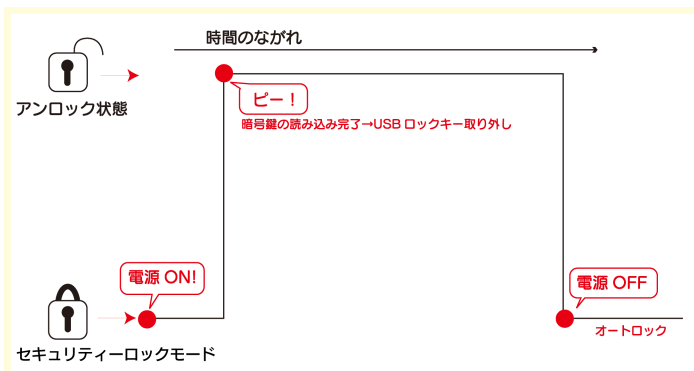 時間のながれ
アンロック状態
ピー！
暗号鍵の読み込み完了→USB ロックキー取り外し
電源 ON!
電源 OFF
オートロック
セキュリティーロックモード